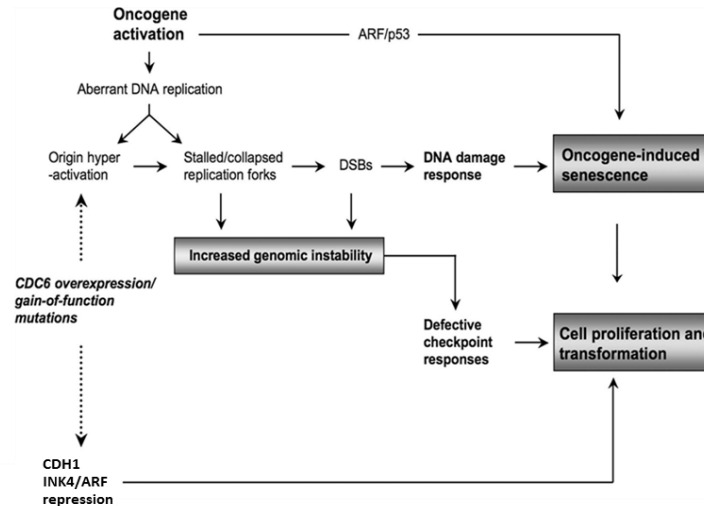 Oncogene
activation
ARF/p53
Aberrant DNA replication
Origin hyper
-activation
Stalled/collapsed
replication forks
DSBs
DNA damage
response
Oncogene-induced
senescence
Increased genomic instability
CDC6 overexpression/
gain-of-function
mutations
Defective
checkpoint
responses
Cell proliferation and
transformation
CDH1
INK4/ARF
repression